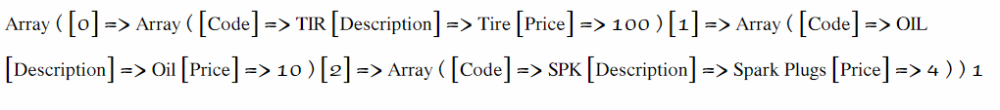 Array ( [0] => Array ( [Code] => TIR [Description] => Tire [Price] => 100 ) [1] => Array ( [Code] => OIL
[Description] => Oil [Price] => 10 ) [2] => Array ( [Code] => SPK [Description] => Spark Plugs [Price] => 4 ) ) 1